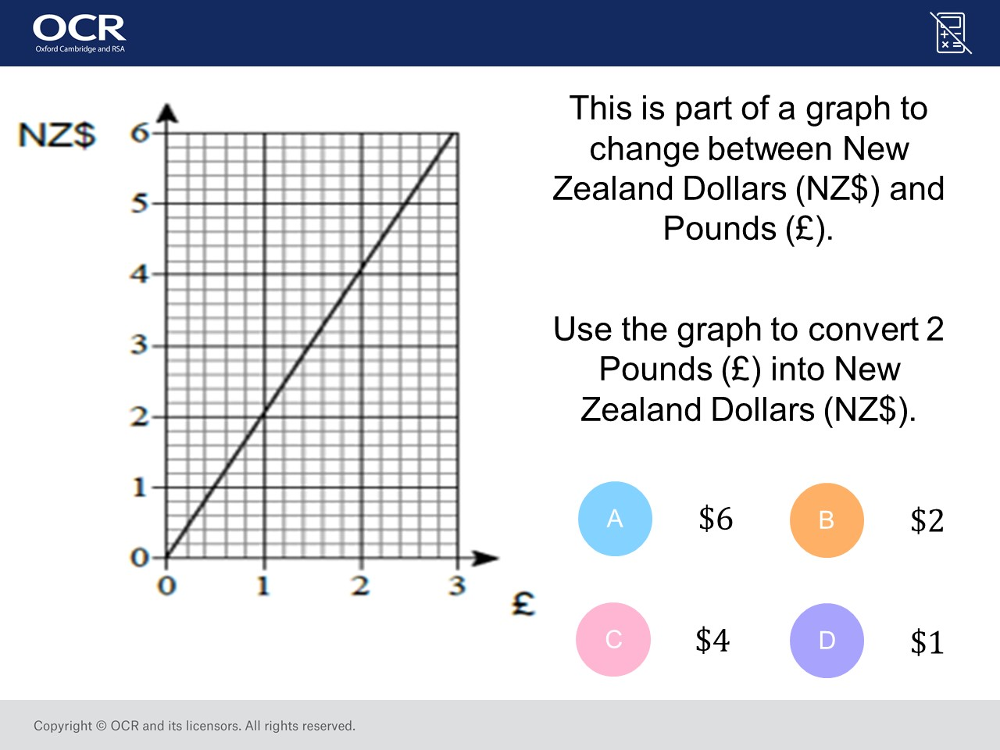 OCR
Oxford Cambridge and RSA
NZ$
6
5
4
3
2
1
0
0 1 2 3
£
This is part of a graph to
change between New
Zealand Dollars (NZ$) and
Pounds (£).
Use the graph to convert 2
Pounds (£) into New
Zealand Dollars (NZ$).
A $6 B $2
C $4 D $1
Copyright © OCR and its licensors. All rights reserved.